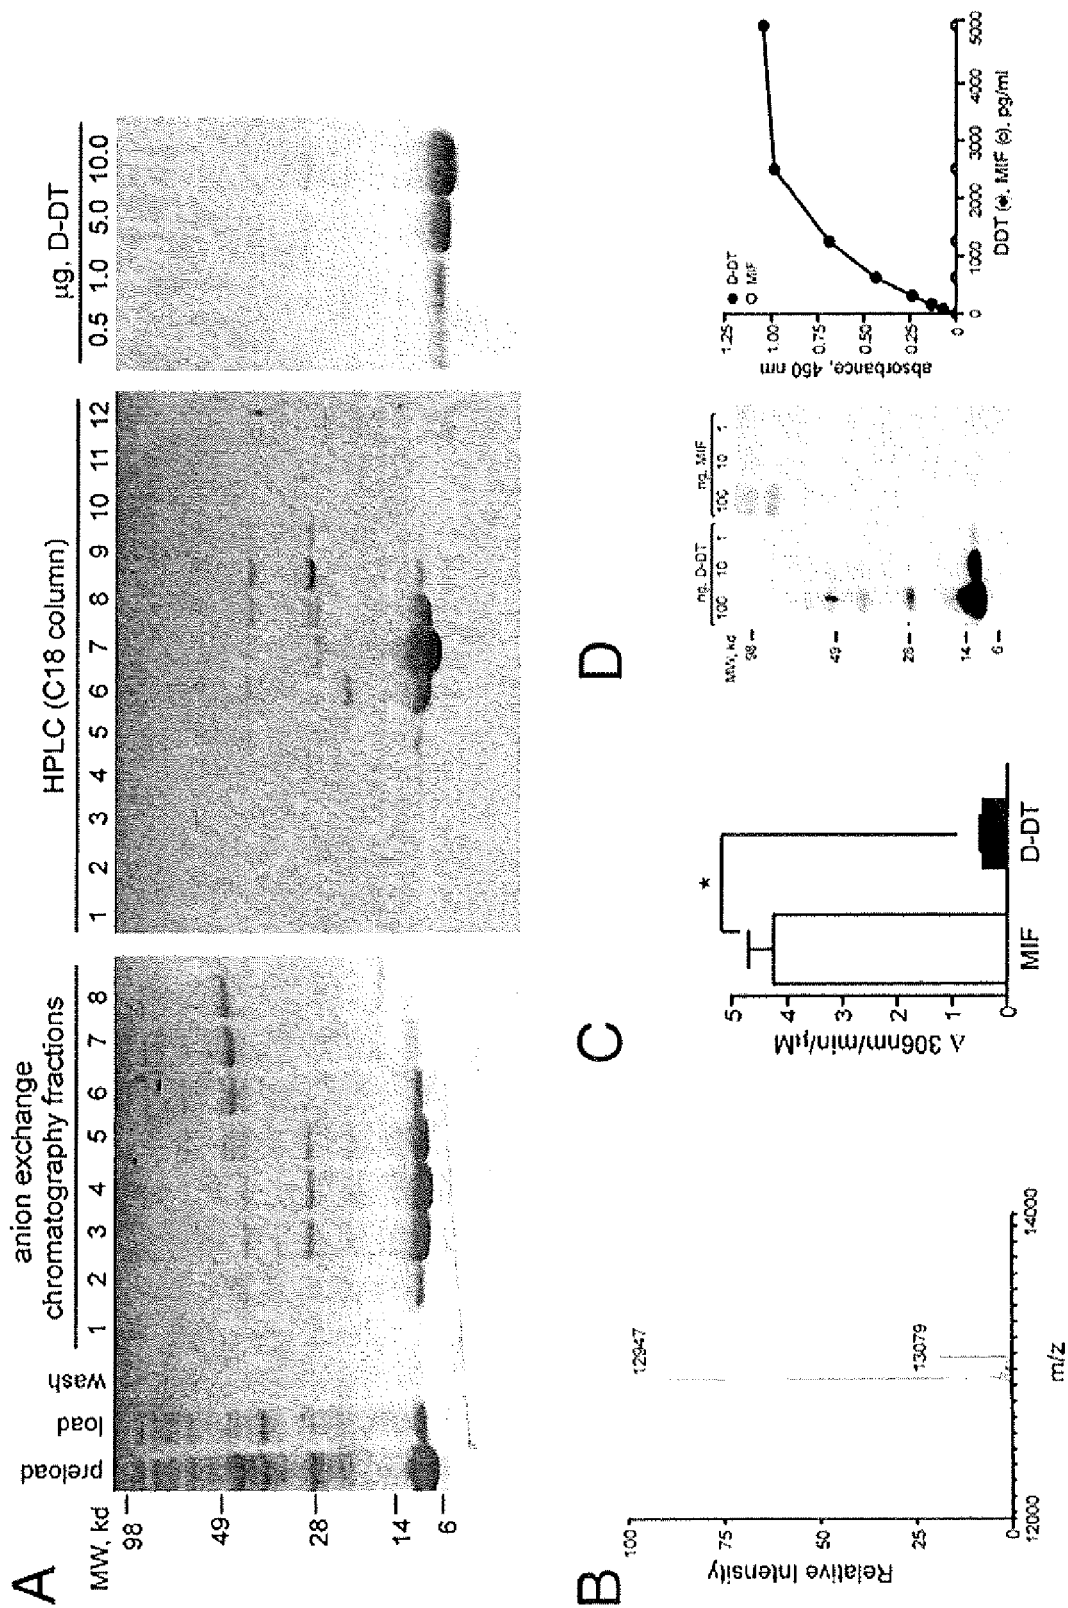 A
MW, kd
98
49
28
14
6
preload
load
wash
anion exchange
chromatography fractions
1 2 3 4 5 6 7 8
HPLC (C18 column)
1 2 3 4 5 6 7 8 9 10 11 12
µg, D-DT
0.5 1.0 5.0 10.0
B
Relative Intensity
100
75
50
25
0
12947
13079
12000 14000
m/z
C
Δ 306nm/min/µM
5
4
3
2
1
0
*
MIF D-DT
D
MW, kd
98
49
28
14
6
ng. D-DT
100 10 1
ng. MIF
100 10 1
absorbance, 450 nm
1.25
1.00
0.75
0.50
0.25
0
● D-DT
○ MIF
0 1000 2000 3000 4000 5000
DDT (●), MIF (○), pg/ml